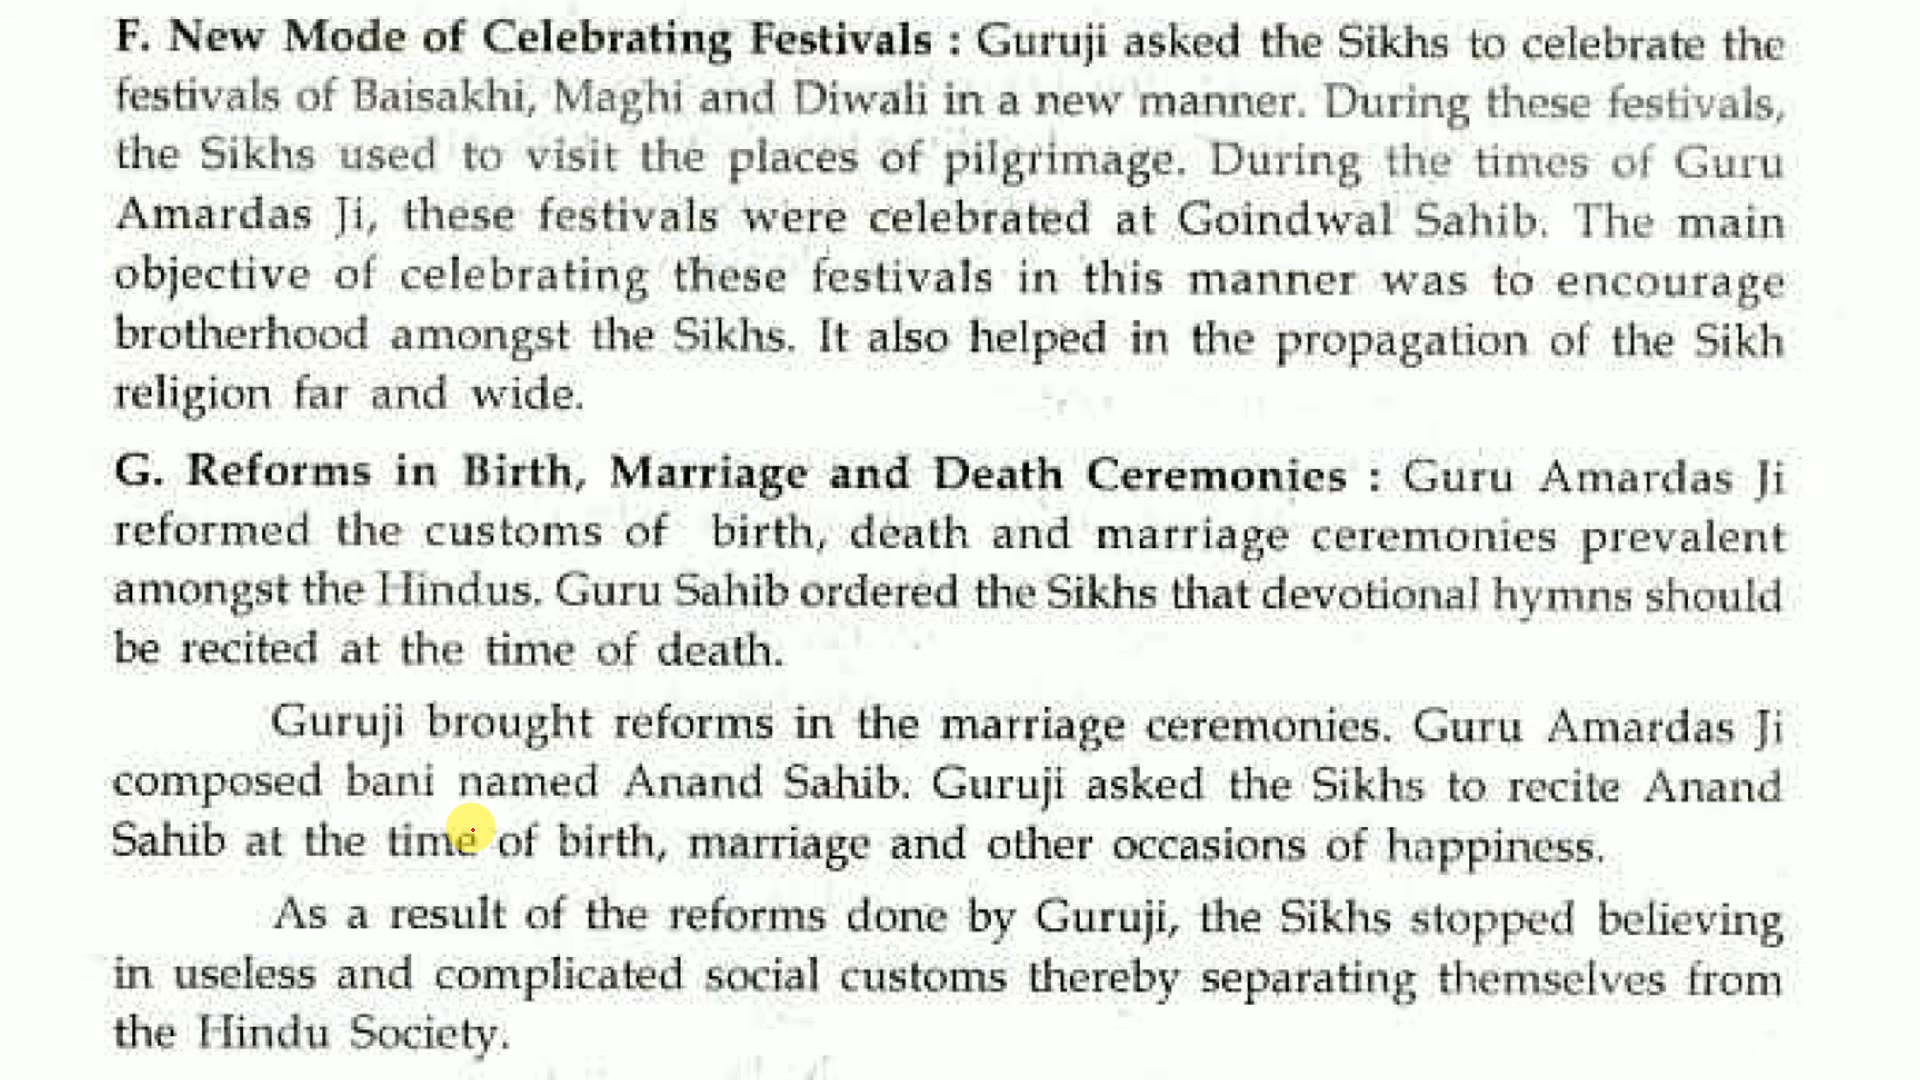 F. New Mode of Celebrating Festivals : Guruji asked the Sikhs to celebrate the
festivals of Baisakhi, Maghi and Diwali in a new manner. During these festivals,
the Sikhs used to visit the places of pilgrimage. During the times of Guru
Amardas Ji, these festivals were celebrated at Goindwal Sahib. The main
objective of celebrating these festivals in this manner was to encourage
brotherhood amongst the Sikhs. It also helped in the propagation of the Sikh
religion far and wide.
G. Reforms in Birth, Marriage and Death Ceremonies : Guru Amardas Ji
reformed the customs of birth, death and marriage ceremonies prevalent
amongst the Hindus. Guru Sahib ordered the Sikhs that devotional hymns should
be recited at the time of death.
Guruji brought reforms in the marriage ceremonies. Guru Amardas Ji
composed bani named Anand Sahib. Guruji asked the Sikhs to recite Anand
Sahib at the time of birth, marriage and other occasions of happiness.
As a result of the reforms done by Guruji, the Sikhs stopped believing
in useless and complicated social customs thereby separating themselves from
the Hindu Society.